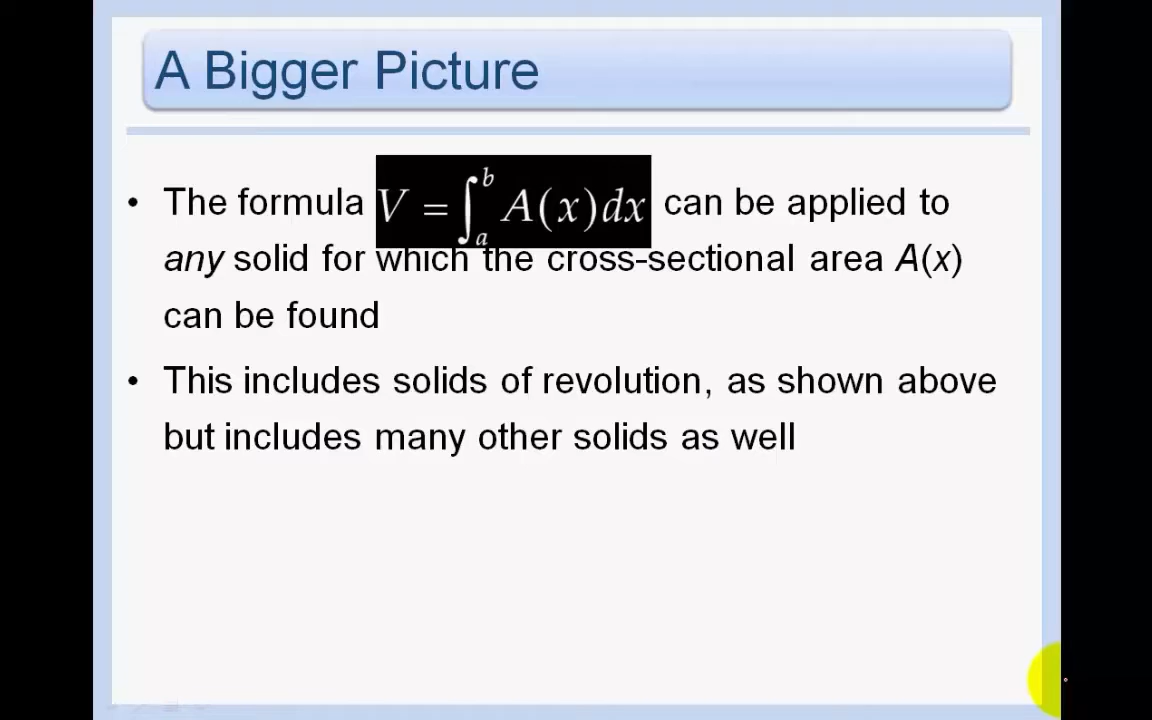 A Bigger Picture
• The formula V = ∫_a^b A(x)dx can be applied to
any solid for which the cross-sectional area A(x)
can be found
• This includes solids of revolution, as shown above
but includes many other solids as well